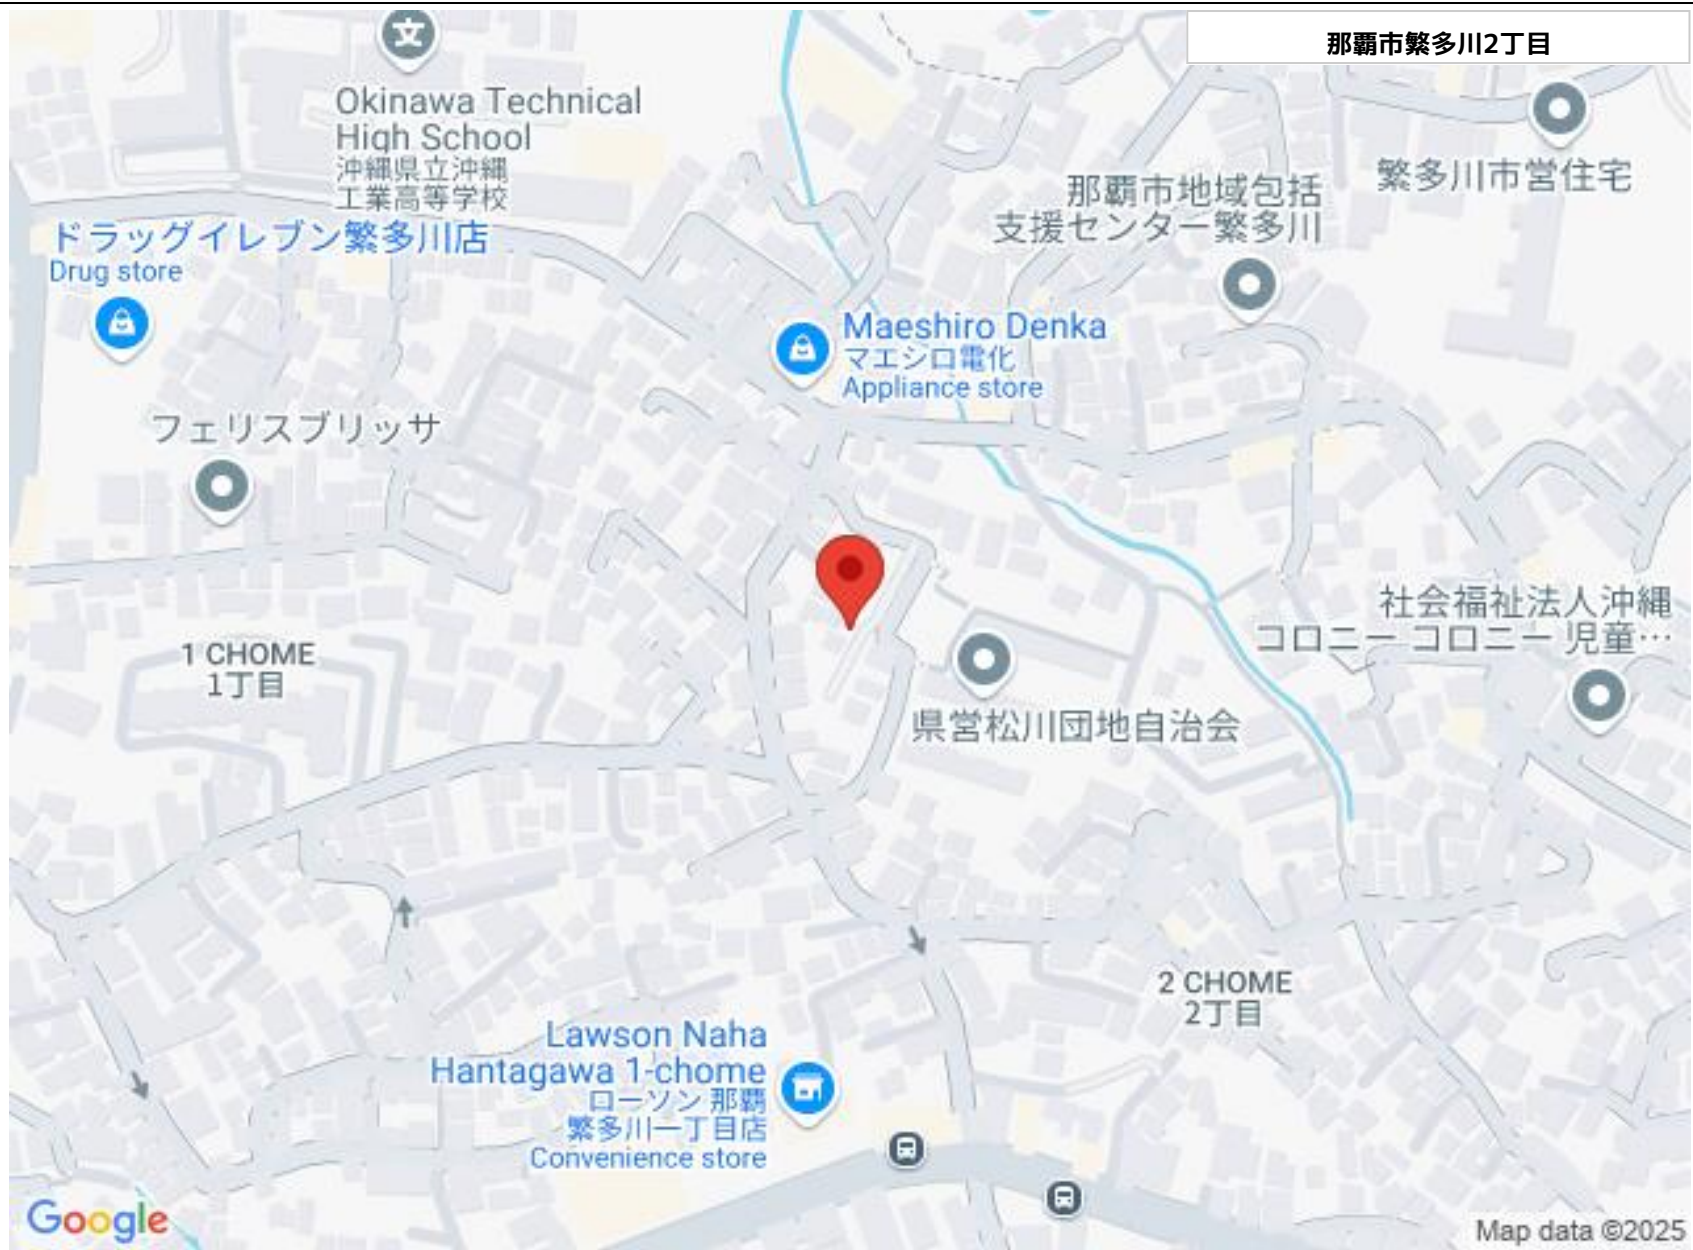 那覇市繁多川2丁目
Okinawa Technical
High School
沖縄県立沖縄
工業高等学校
繁多川市営住宅
那覇市地域包括
支援センター繁多川
ドラッグイレブン繁多川店
Drug store
Maeshiro Denka
マエシロ電化
Appliance store
フェリスブリッサ
社会福祉法人沖縄
コロニー コロニー 児童…
1 CHOME
1丁目
県営松川団地自治会
2 CHOME
2丁目
Lawson Naha
Hantagawa 1-chome
ローソン 那覇
繁多川一丁目店
Convenience store
Google
Map data ©2025